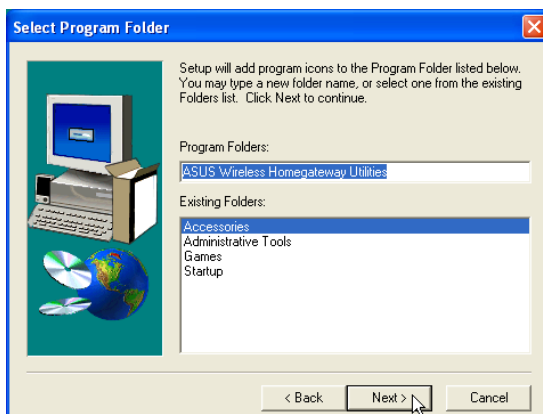 Select Program Folder
Setup will add program icons to the Program Folder listed below.
You may type a new folder name, or select one from the existing
Folders list. Click Next to continue.
Program Folders:
ASUS Wireless Homegateway Utilities
Existing Folders:
Accessories
Administrative Tools
Games
Startup
< Back
Next >
Cancel